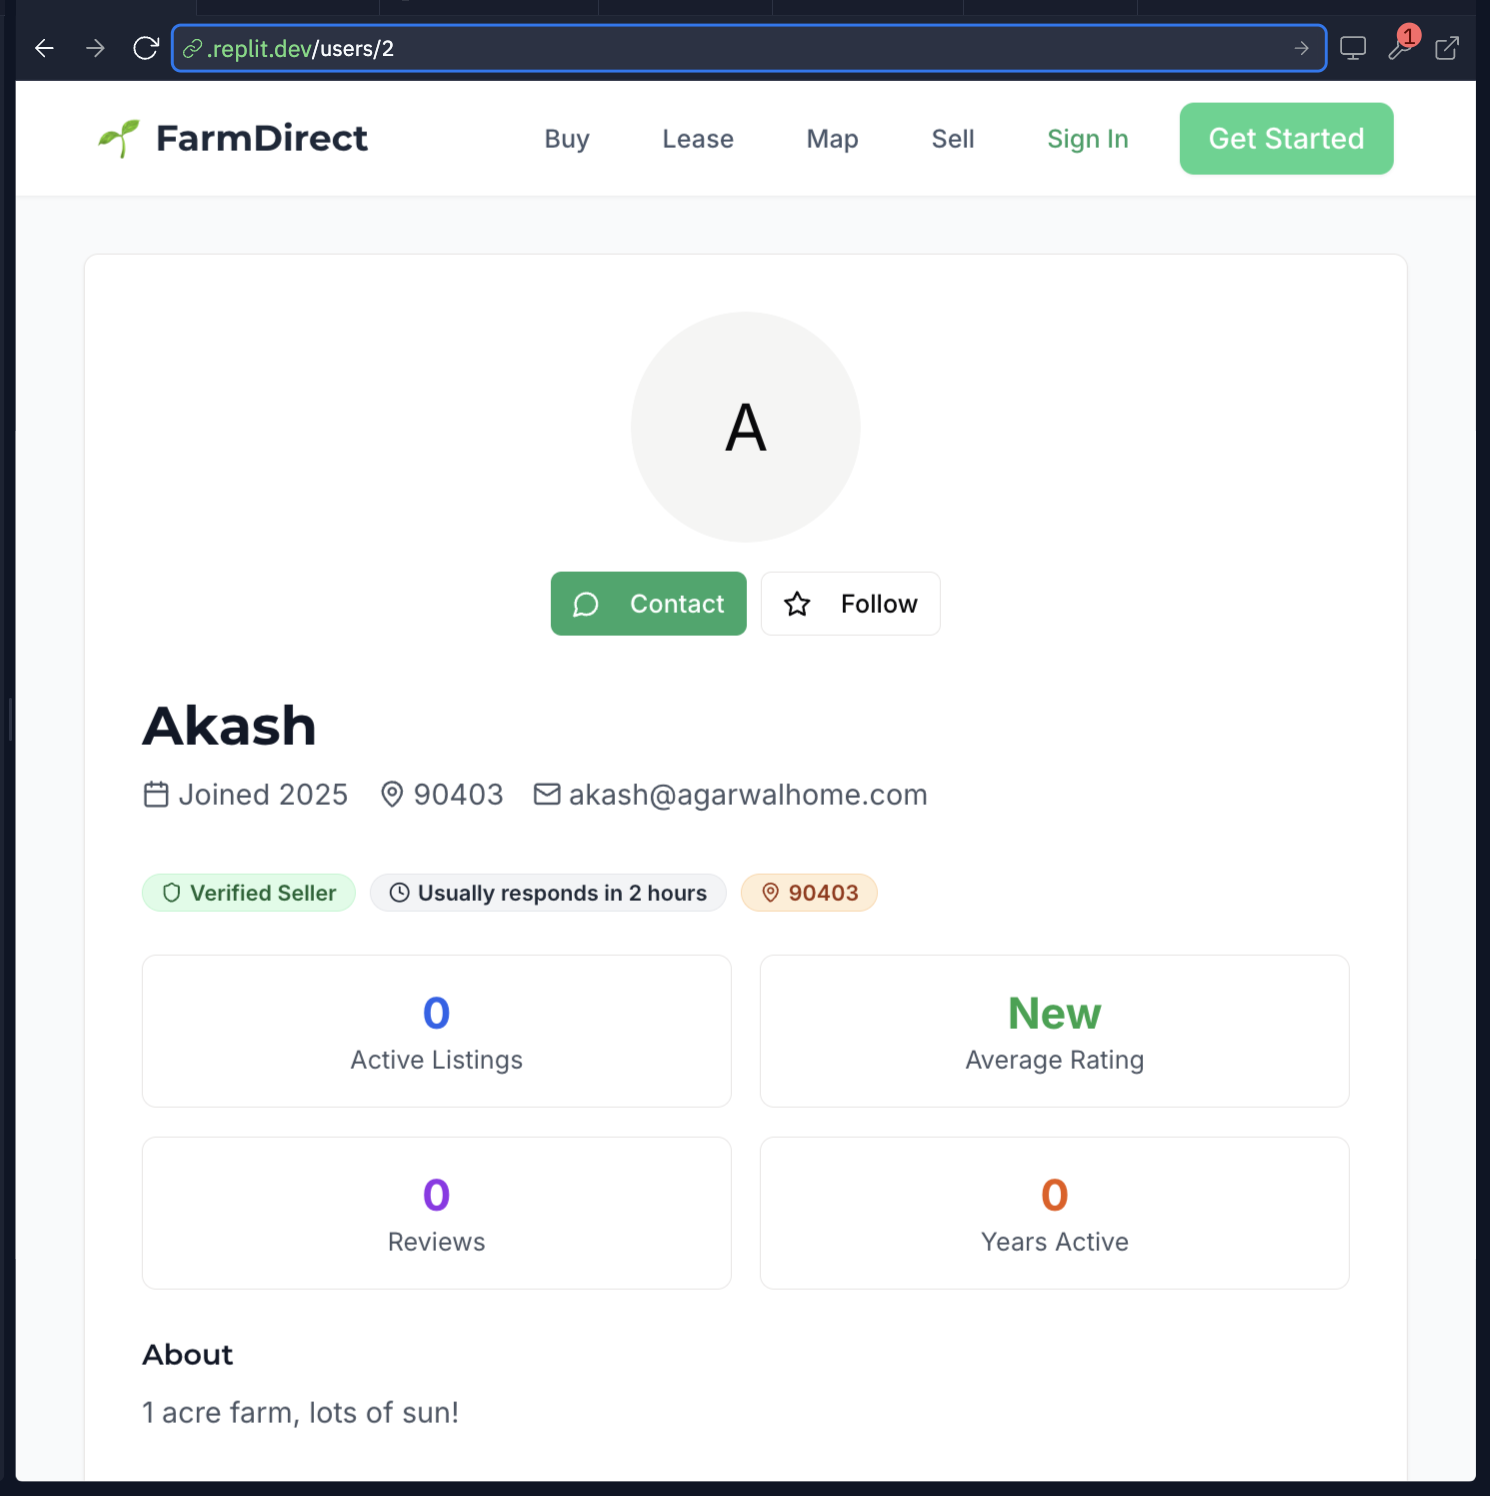 .replit.dev/users/2
1
FarmDirect
Buy
Lease
Map
Sell
Sign In
Get Started
A
Contact
Follow
Akash
Joined 2025
90403
akash@agarwalhome.com
Verified Seller
Usually responds in 2 hours
90403
0
Active Listings
New
Average Rating
0
Reviews
0
Years Active
About
1 acre farm, lots of sun!